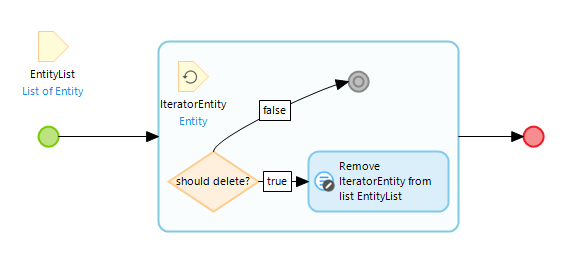 EntityList
List of Entity
IteratorEntity
Entity
false
should delete?
true
Remove
IteratorEntity from
list EntityList